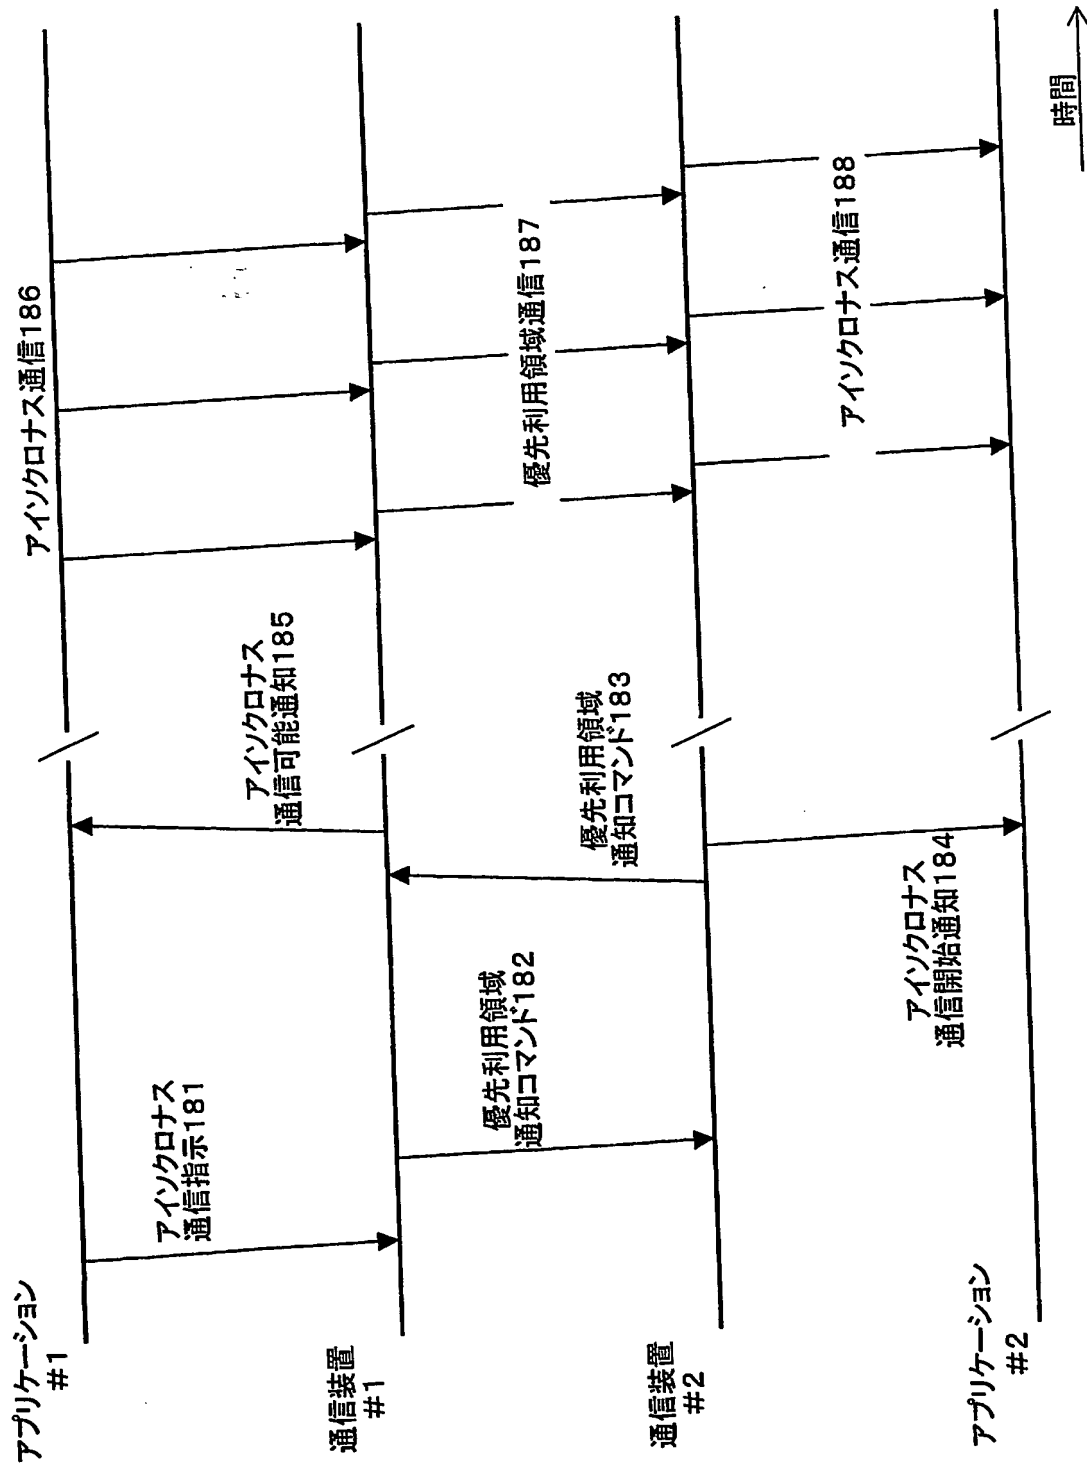 アプリケーション
#1
通信装置
#1
通信装置
#2
アプリケーション
#2
アイソクロナス
通信指示181
優先利用領域
通知コマンド182
優先利用領域
通知コマンド183
アイソクロナス
通信開始通知184
アイソクロナス
通信可能通知185
アイソクロナス通信186
優先利用領域通信187
アイソクロナス通信188
時間